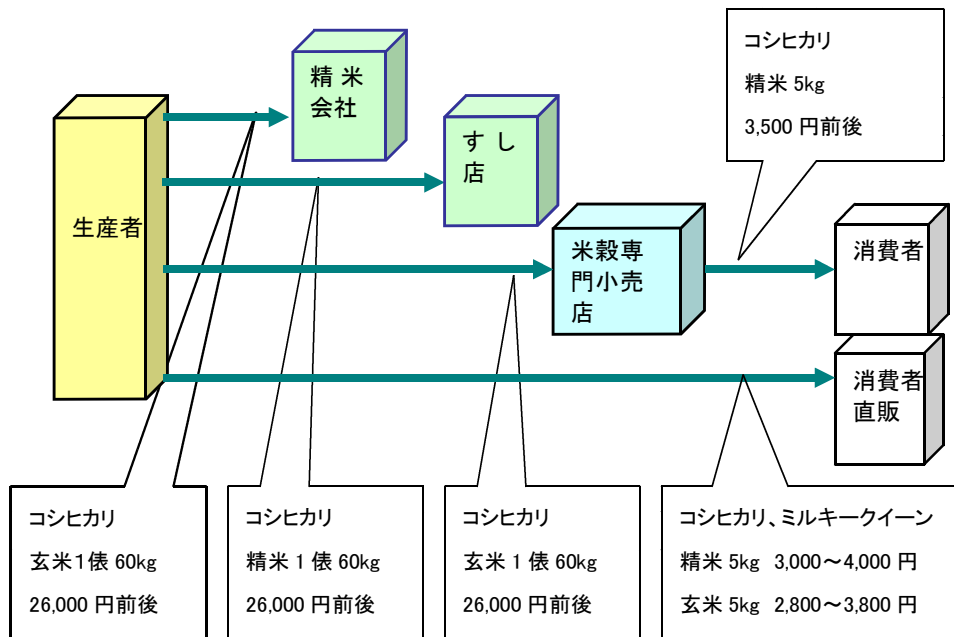 コシヒカリ
精米 5kg
3,500 円前後
精 米
会社
す し
店
生産者
米穀専
門小売
店
消費者
消費者
直販
コシヒカリ
玄米１俵 60kg
26,000 円前後
コシヒカリ
精米 1 俵 60kg
26,000 円前後
コシヒカリ
玄米 1 俵 60kg
26,000 円前後
コシヒカリ、ミルキークイーン
精米 5kg 3,000～4,000 円
玄米 5kg 2,800～3,800 円